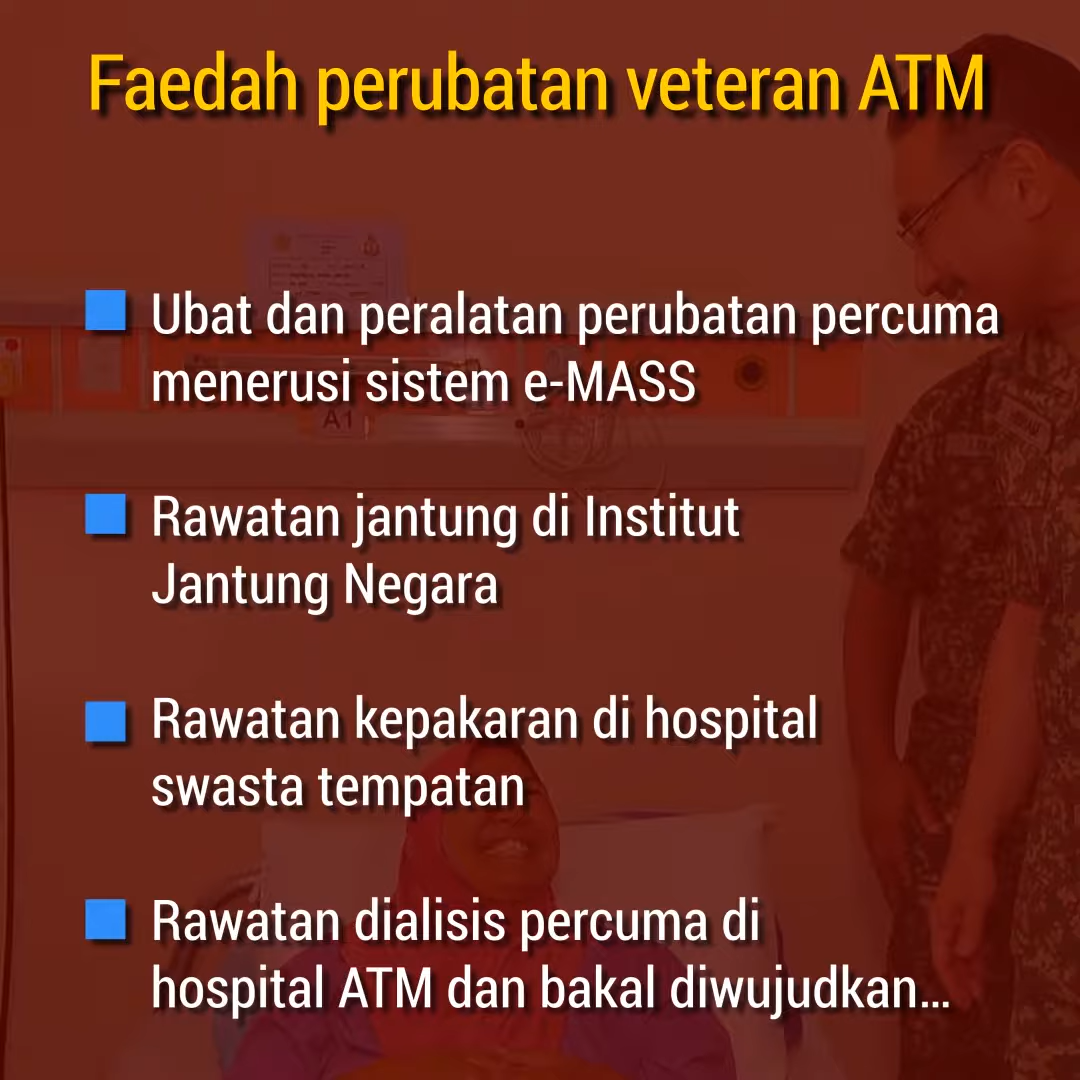 Faedah perubatan veteran ATM
Ubat dan peralatan perubatan percuma
menerusi sistem e-MASS
A1
Rawatan jantung di Institut
Jantung Negara
Rawatan kepakaran di hospital
swasta tempatan
Rawatan dialisis percuma di
hospital ATM dan bakal diwujudkan...